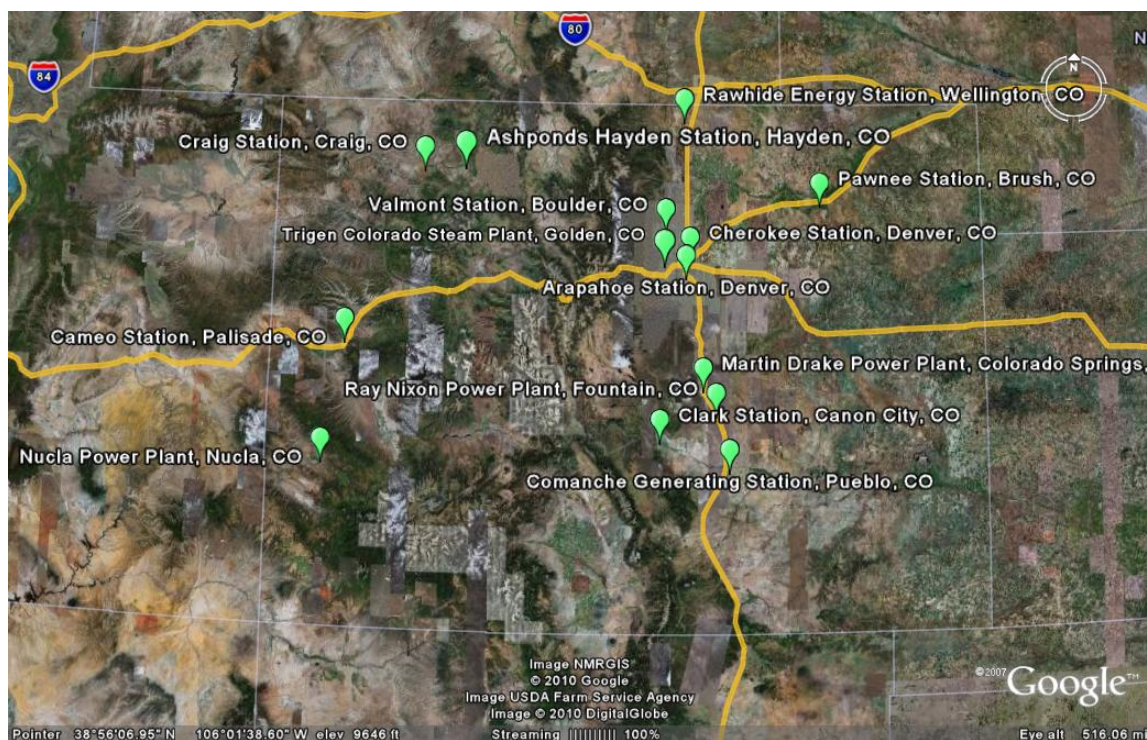 80
N
84
Rawhide Energy Station, Wellington, CO
Craig Station, Craig, CO
Ashponds Hayden Station, Hayden, CO
Pawnee Station, Brush, CO
Valmont Station, Boulder, CO
Trigen Colorado Steam Plant, Golden, CO
Cherokee Station, Denver, CO
Arapahoe Station, Denver, CO
Cameo Station, Palisade, CO
Martin Drake Power Plant, Colorado Springs,
Ray Nixon Power Plant, Fountain, CO
Clark Station, Canon City, CO
Nucla Power Plant, Nucla, CO
Comanche Generating Station, Pueblo, CO
Image NMRGIS
© 2010 Google
Image USDA Farm Service Agency
Image © 2010 DigitalGlobe
©2007 Google™
Pointer 38°56'06.95" N 106°01'38.60" W elev 9646 ft Streaming |||||||||| 100% Eye alt 516.06 m